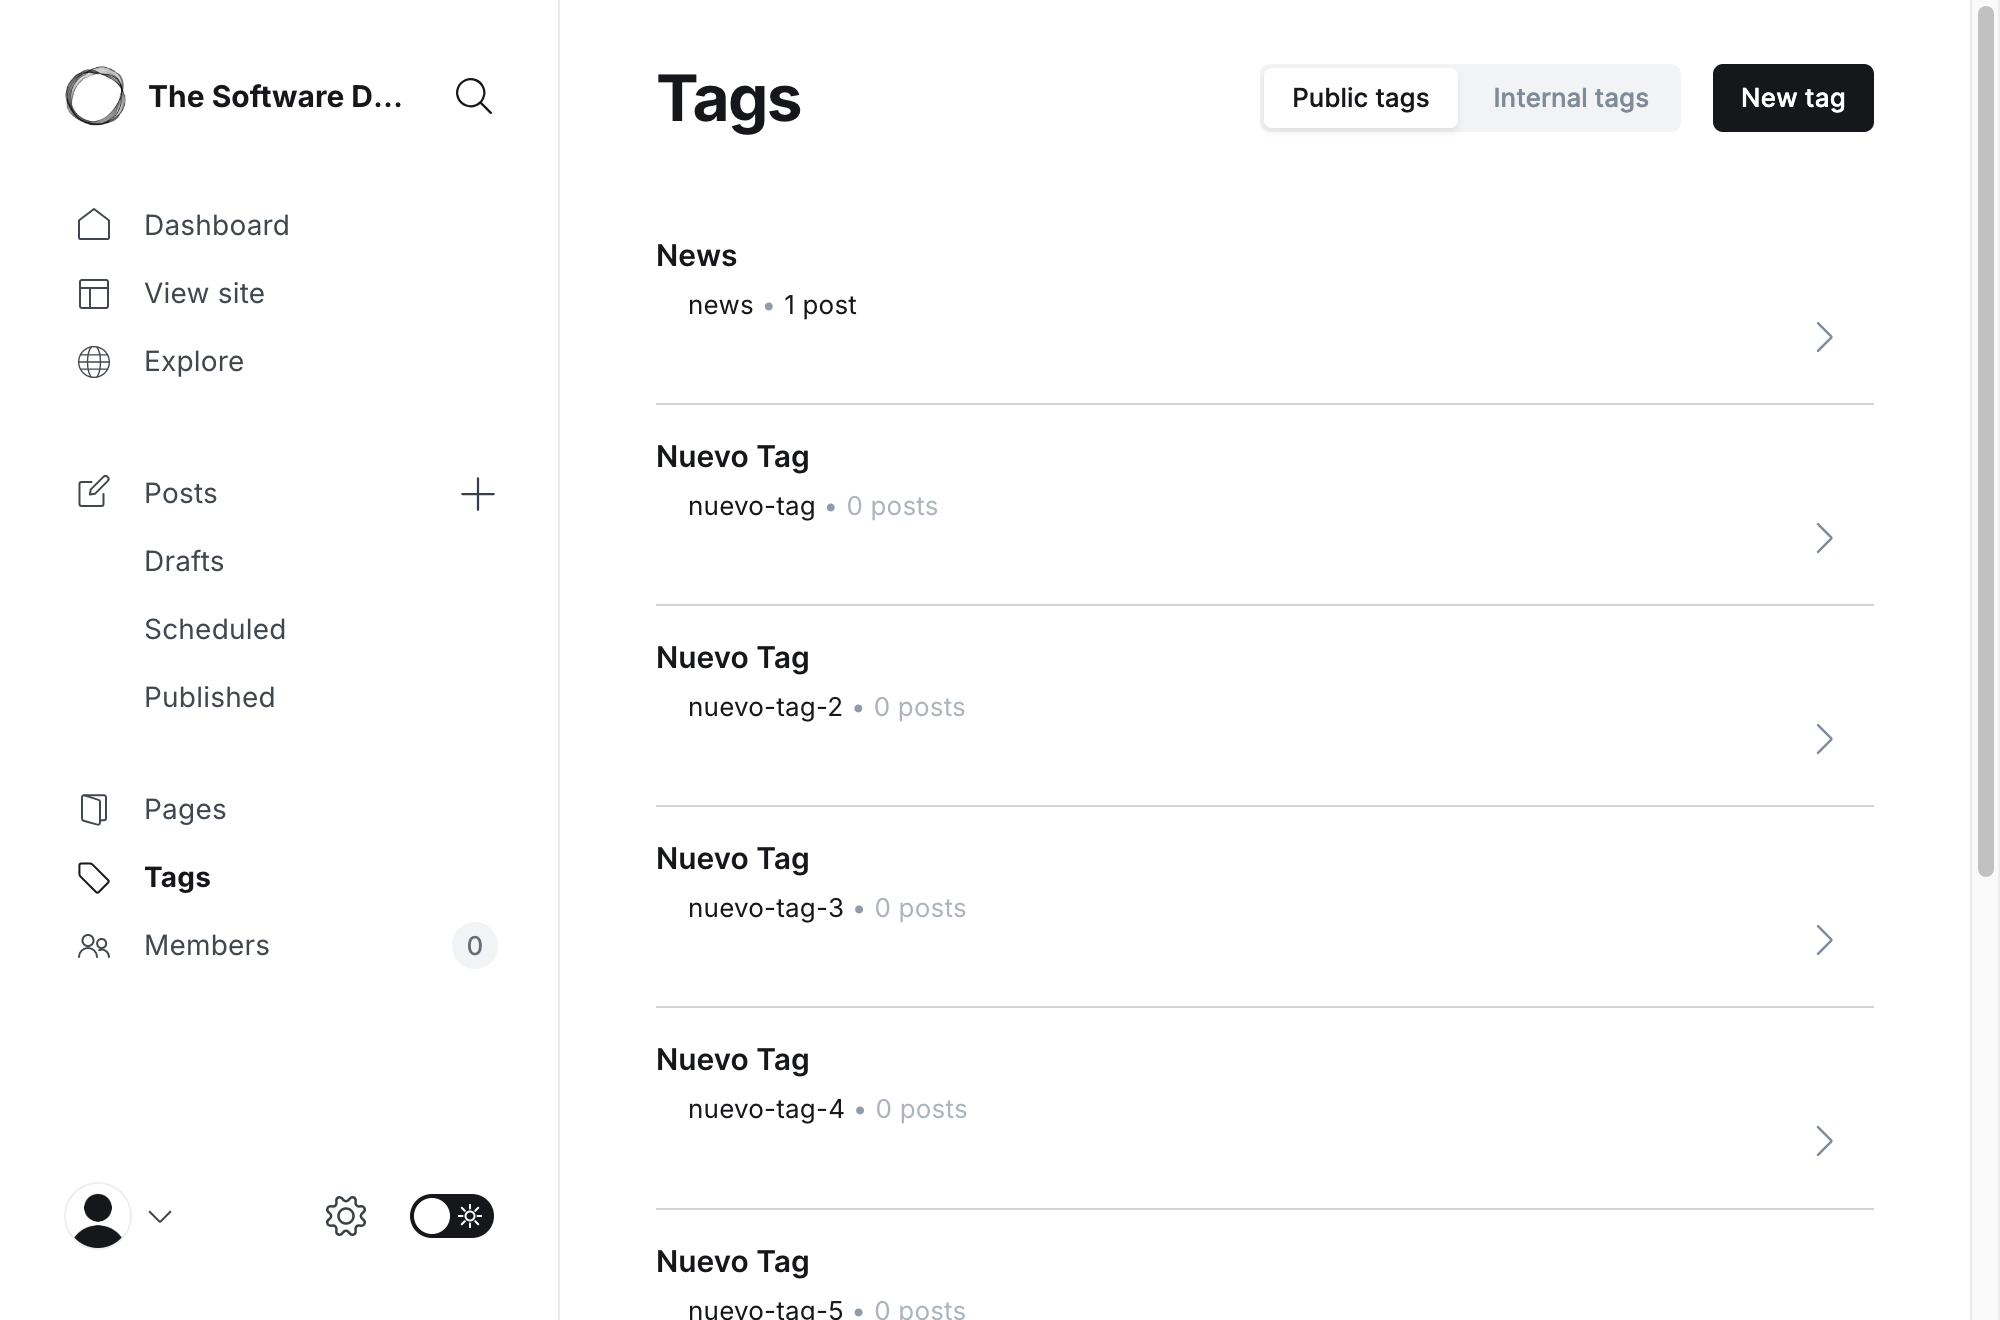 The Software D...
Dashboard
View site
Explore
Posts
Drafts
Scheduled
Published
Pages
Tags
Members
0
Tags
Public tags
Internal tags
New tag
News
news • 1 post
Nuevo Tag
nuevo-tag • 0 posts
Nuevo Tag
nuevo-tag-2 • 0 posts
Nuevo Tag
nuevo-tag-3 • 0 posts
Nuevo Tag
nuevo-tag-4 • 0 posts
Nuevo Tag
nuevo-tag-5 • 0 posts